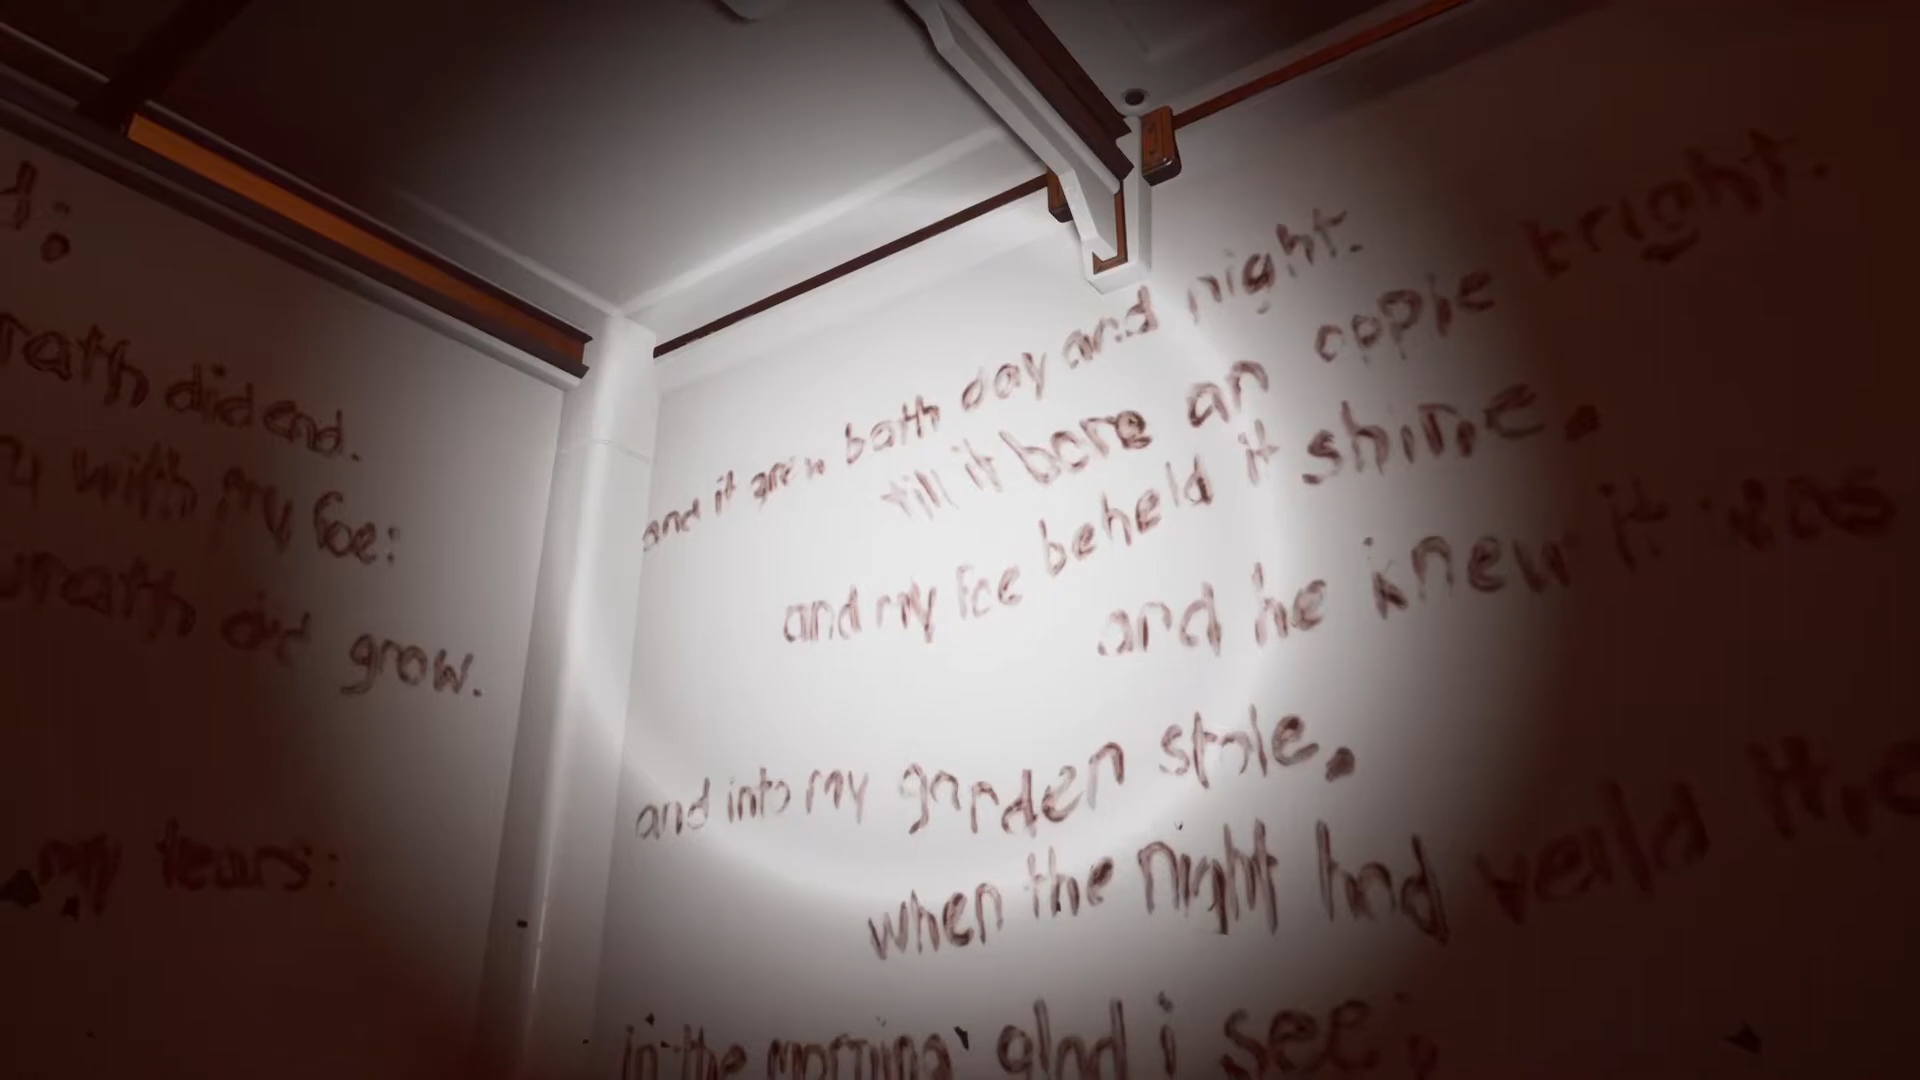 d:
rath did end.
with my foe:
wrath did grow.
my tears:
and it grew both day and night.
till it bore an apple bright.
and my foe beheld it shine.
and he knew it was
and into my garden stole.
when the night had veild the
in the morning glad i see;